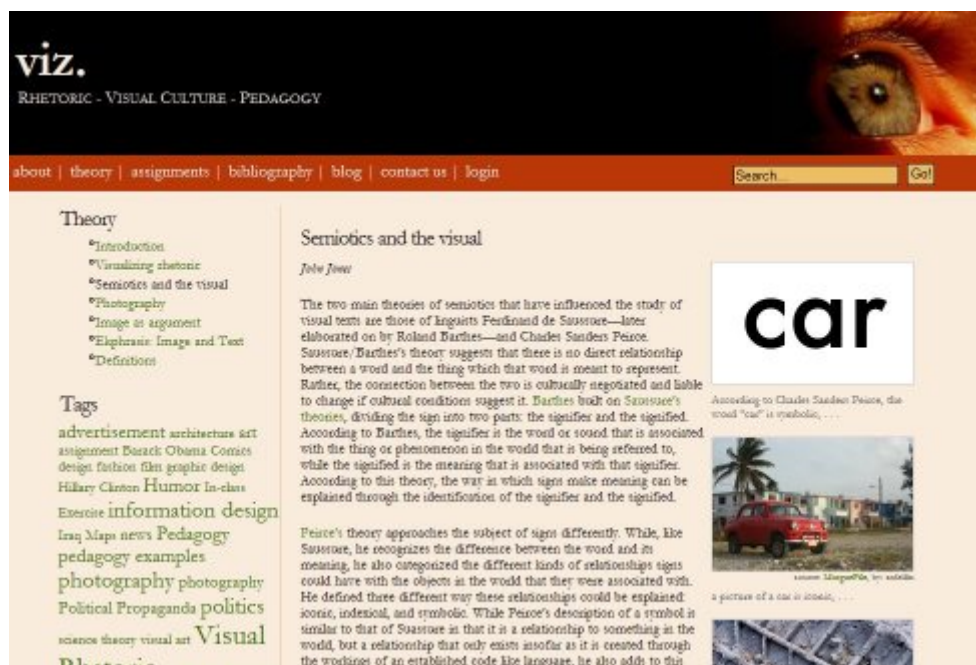 viz.
RHETORIC - VISUAL CULTURE - PEDAGOGY
about | theory | assignments | bibliography | blog | contact us | login
Search...
Go!
Theory
Introduction
Visualizing rhetoric
Semiotics and the visual
Photography
Image as argument
Ekphrasis: Image and Text
Definitions
Tags
advertisement architecture art
assignment Barack Obama Comics
design fashion film graphic design
Hillary Clinton Humor In-class
Exercise information design
Iraq Maps news Pedagogy
pedagogy examples
photography photography
Political Propaganda politics
science theory visual art Visual
Rhetoric
Semiotics and the visual
John Jones
The two main theories of semiotics that have influenced the study of
visual texts are those of linguists Ferdinand de Saussure—later
elaborated on by Roland Barthes—and Charles Sanders Peirce.
Saussure/Barthes's theory suggests that there is no direct relationship
between a word and the thing which that word is meant to represent.
Rather, the connection between the two is culturally negotiated and liable
to change if cultural conditions suggest it. Barthes built on Saussure's
theories, dividing the sign into two parts: the signifier and the signified.
According to Barthes, the signifier is the word or sound that is associated
with the thing or phenomenon in the world that is being referred to,
while the signified is the meaning that is associated with that signifier.
According to this theory, the way in which signs make meaning can be
explained through the identification of the signifier and the signified.
Peirce's theory approaches the subject of signs differently. While, like
Saussure, he recognizes the difference between the word and its
meaning, he also categorized the different kinds of relationships signs
could have with the objects in the world that they were associated with.
He defined three different way these relationships could be explained:
iconic, indexical, and symbolic. While Peirce's description of a symbol is
similar to that of Suassure in that it is a relationship to something in the
world, but a relationship that only exists insofar as it is created through
the workings of an established code like language, he also adds to this
car
According to Charles Sanders Peirce, the
word "car" is symbolic, . . .
source: MorgueFile, by:
a picture of a car is iconic, . . .